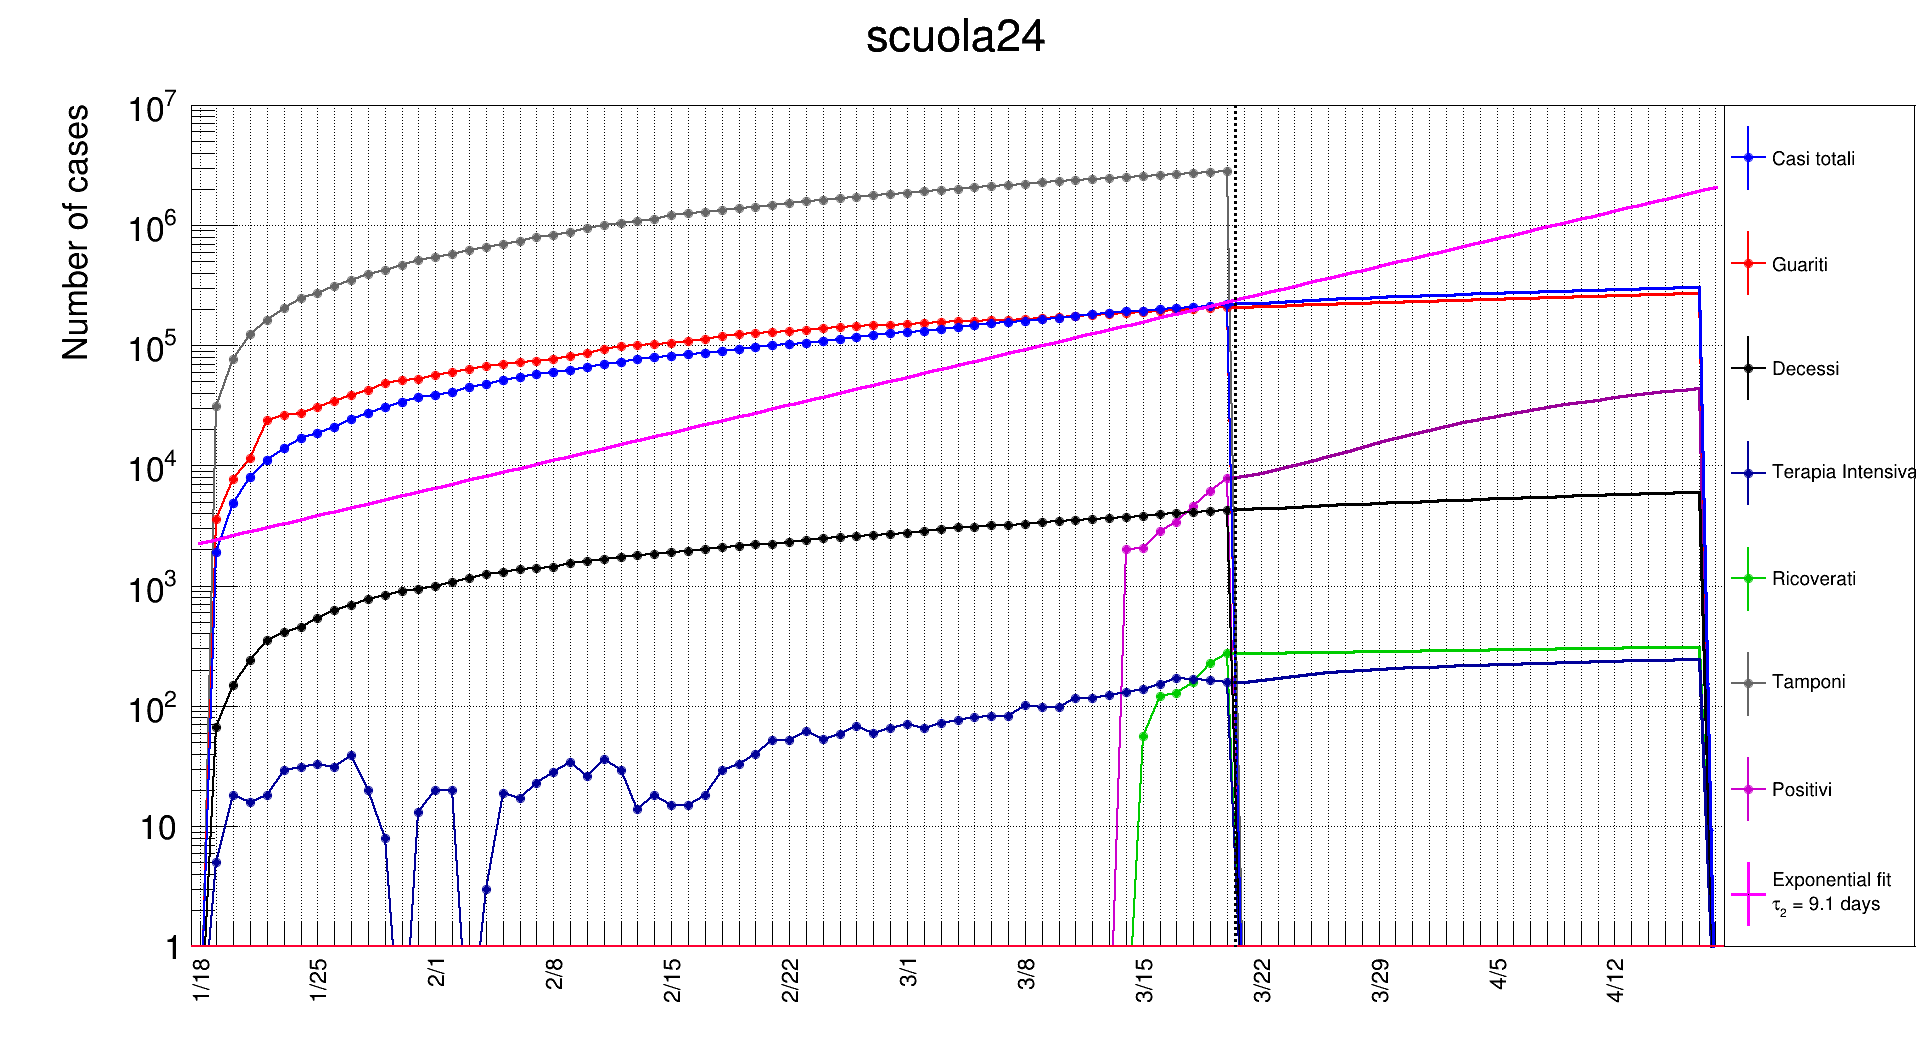 scuola24
Number of cases
10^7
10^6
10^5
10^4
10^3
10^2
10
1
1/18
1/25
2/1
2/8
2/15
2/22
3/1
3/8
3/15
3/22
3/29
4/5
4/12
Casi totali
Guariti
Decessi
Terapia Intensiva
Ricoverati
Tamponi
Positivi
Exponential fit
τ_2 = 9.1 days